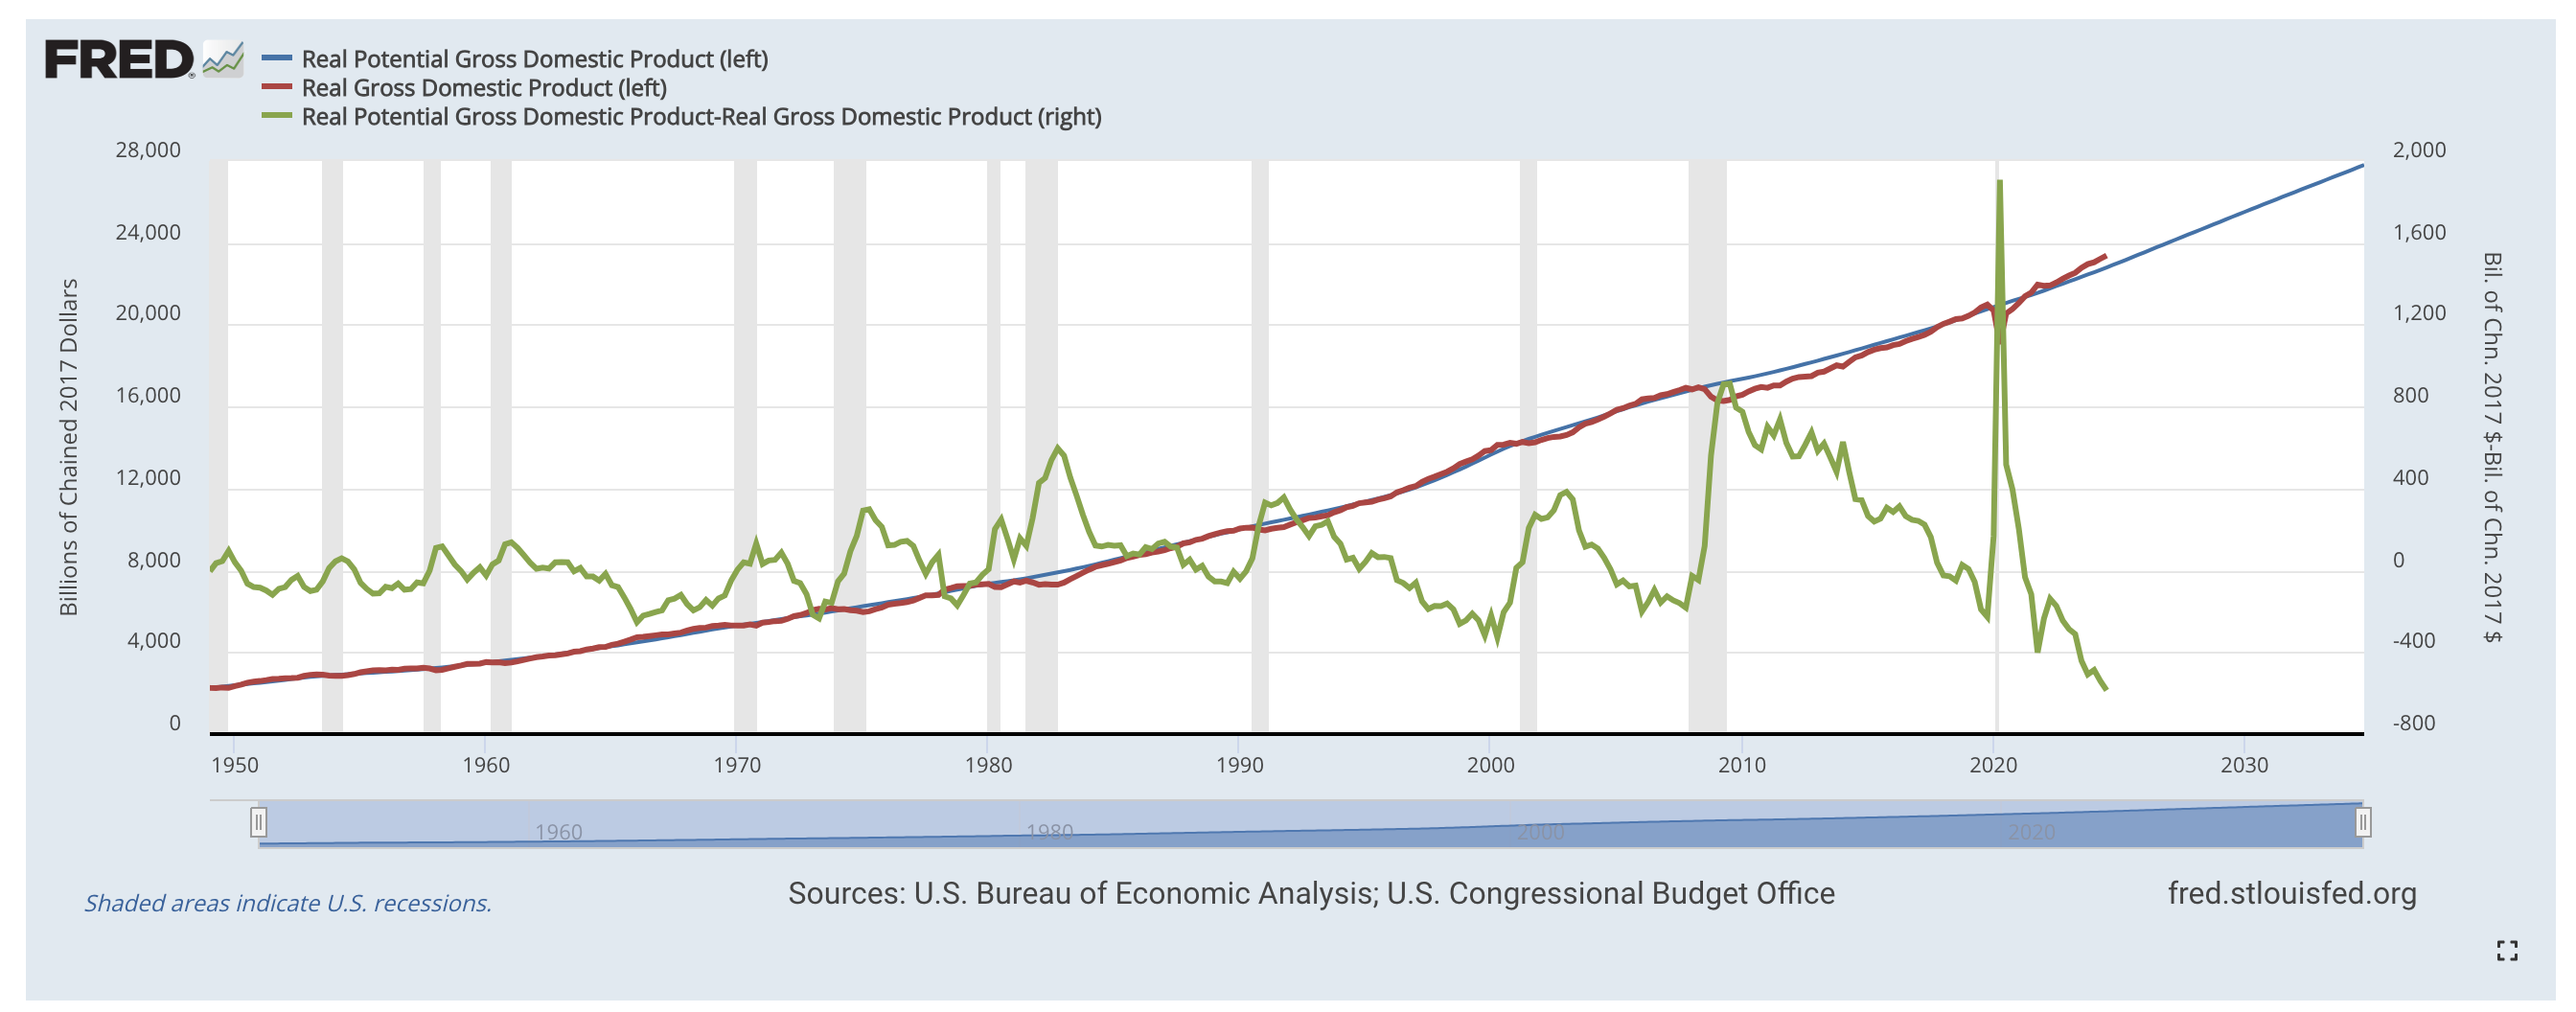 FRED
Real Potential Gross Domestic Product (left)
Real Gross Domestic Product (left)
Real Potential Gross Domestic Product-Real Gross Domestic Product (right)
28,000
24,000
20,000
16,000
12,000
8,000
4,000
0
Billions of Chained 2017 Dollars
2,000
1,600
1,200
800
400
0
-400
-800
Bil. of Chn. 2017 $-Bil. of Chn. 2017 $
1950 1960 1970 1980 1990 2000 2010 2020 2030
1960 1980 2000 2020
Shaded areas indicate U.S. recessions.
Sources: U.S. Bureau of Economic Analysis; U.S. Congressional Budget Office
fred.stlouisfed.org